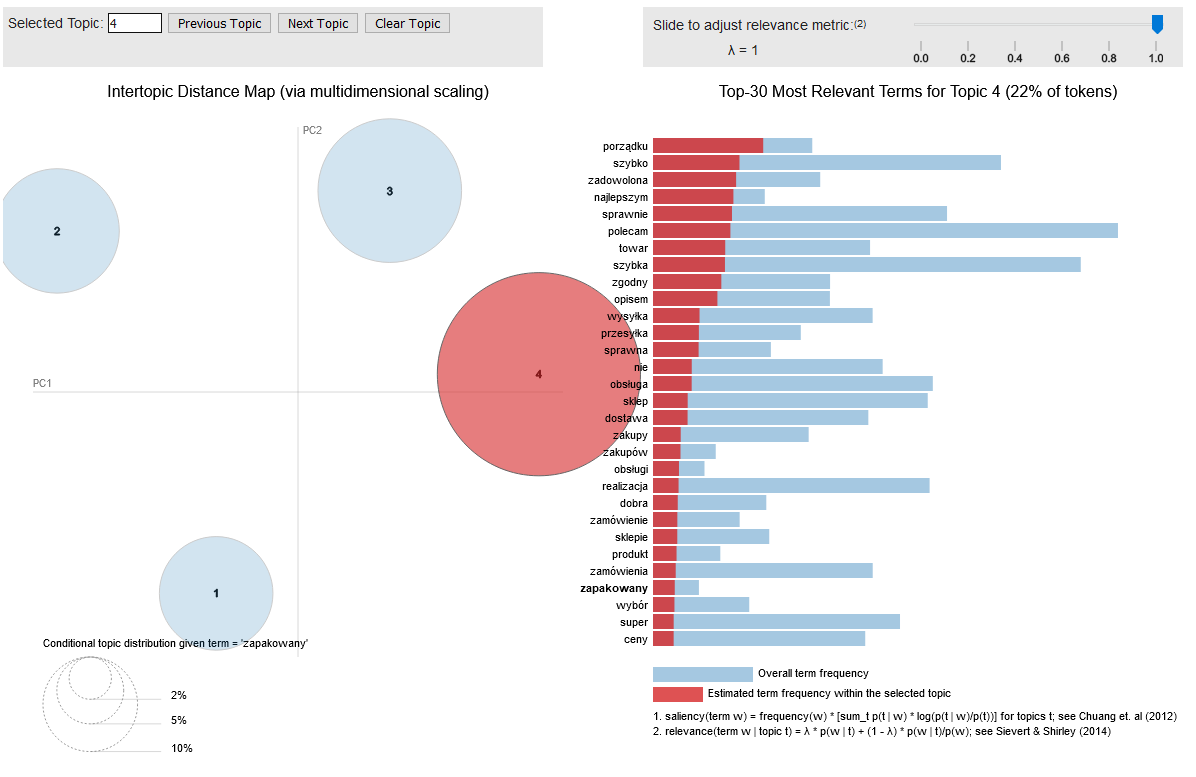 Selected Topic: 4 Previous Topic Next Topic Clear Topic
Slide to adjust relevance metric:(2)
λ = 1
0.0 0.2 0.4 0.6 0.8 1.0
Intertopic Distance Map (via multidimensional scaling)
PC2
PC1
2
3
4
1
Conditional topic distribution given term = 'zapakowany'
2%
5%
10%
Top-30 Most Relevant Terms for Topic 4 (22% of tokens)
porządku
szybko
zadowolona
najlepszym
sprawnie
polecam
towar
szybka
zgodny
opisem
wysyłka
przesyłka
sprawna
nie
obsługa
sklep
dostawa
zakupy
zakupów
obsługi
realizacja
dobra
zamówienie
sklepie
produkt
zamówienia
zapakowany
wybór
super
ceny
Overall term frequency
Estimated term frequency within the selected topic
1. saliency(term w) = frequency(w) * [sum_t p(t | w) * log(p(t | w)/p(t))] for topics t; see Chuang et. al (2012)
2. relevance(term w | topic t) = λ * p(w | t) + (1 - λ) * p(w | t)/p(w); see Sievert & Shirley (2014)